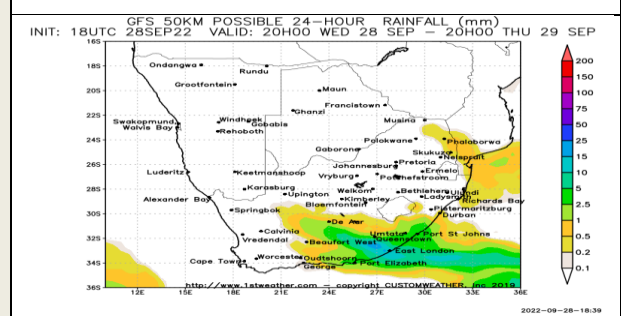 GFS 50KM POSSIBLE 24-HOUR RAINFALL (mm)
INIT: 18UTC 28SEP22 VALID: 20H00 WED 28 SEP – 20H00 THU 29 SEP
16S
18S
20S
22S
24S
26S
28S
30S
32S
34S
36S
Ondangwa
Rundu
Grootfontein
Maun
Ghanzi
Francistown
Windhoek
Gobabis
Swakopmund
Walvis Bay
Rehoboth
Musina
Polokwane
Phalaborwa
Gaborone
Skukuza
Johannesburg
Pretoria
Nelspruit
Luderitz
Keetmanshoop
Vryburg
Potchefstroom
Ermelo
Karasburg
Upington
Welkom
Bethlehem
Ulundi
Alexander Bay
Kimberley
Ladysmith
Richards Bay
Springbok
Bloemfontein
Pietermaritzburg
De Aar
Durban
Calvinia
Vredendal
Umtata
Port St Johns
Beaufort West
Queenstown
East London
Cape Town
Worcester
Oudtshoorn
George
Port Elizabeth
http://www.1stweather.com – copyright CUSTOMWEATHER, Inc 2019
12E 15E 18E 21E 24E 27E 30E 33E 36E
200
150
100
75
50
25
15
10
5
2.5
1
0.5
0.2
0.1
2022-09-28-18:39